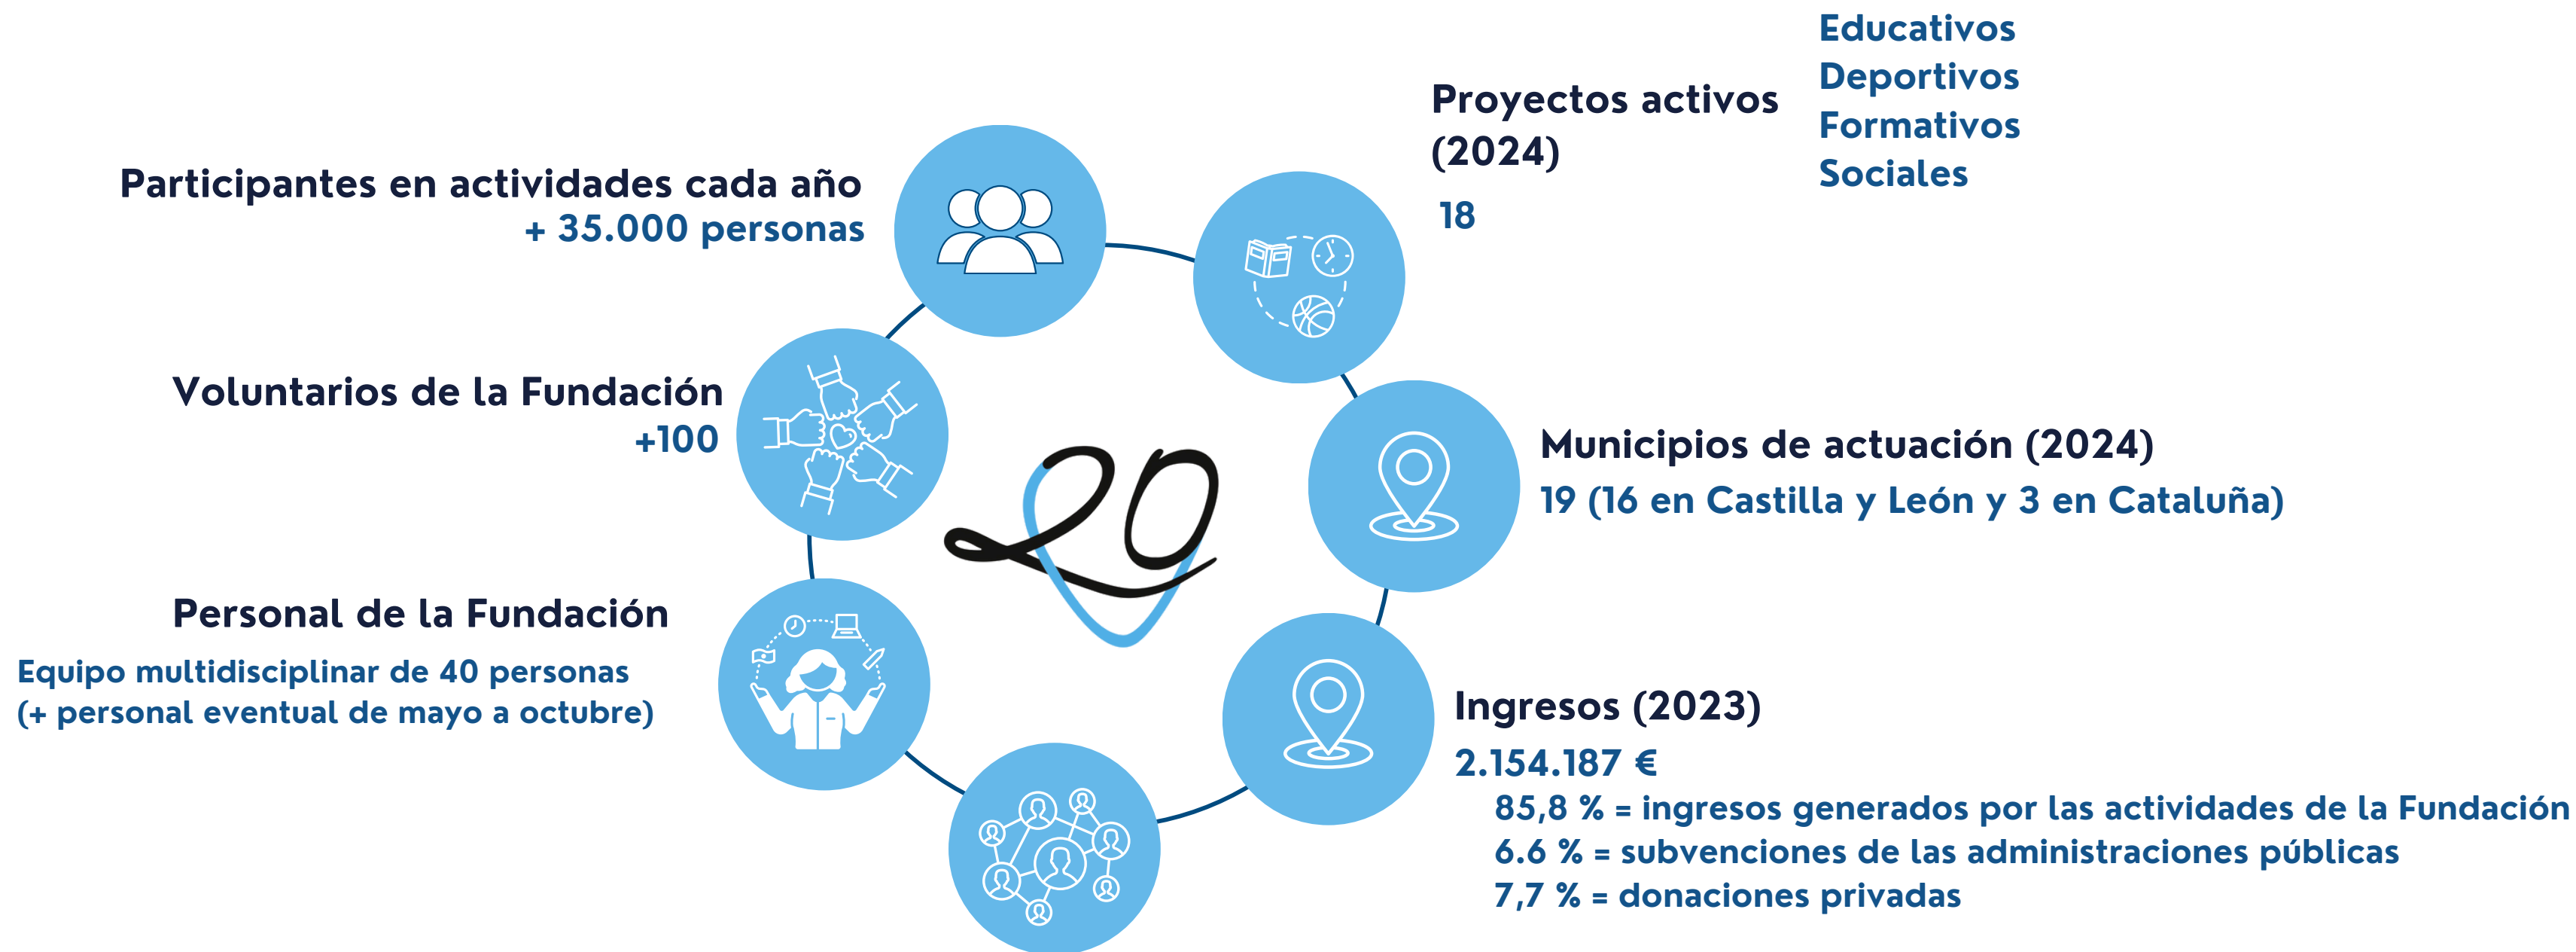 Participantes en actividades cada año
+ 35.000 personas
Voluntarios de la Fundación
+100
Personal de la Fundación
Equipo multidisciplinar de 40 personas
(+ personal eventual de mayo a octubre)
20
Proyectos activos
(2024)
18
Educativos
Deportivos
Formativos
Sociales
Municipios de actuación (2024)
19 (16 en Castilla y León y 3 en Cataluña)
Ingresos (2023)
2.154.187 €
85,8 % = ingresos generados por las actividades de la Fundación
6.6 % = subvenciones de las administraciones públicas
7,7 % = donaciones privadas